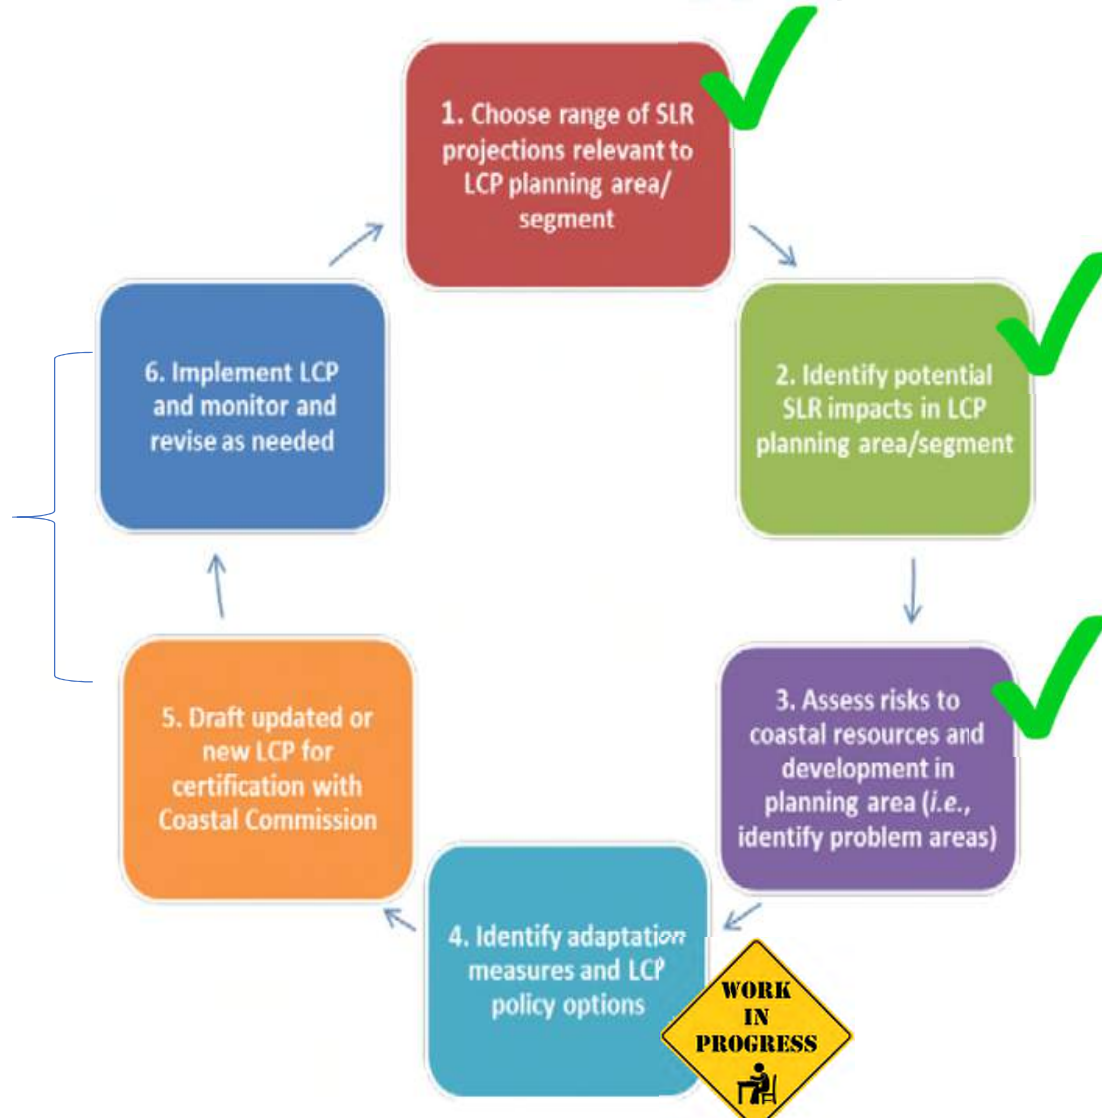 1. Choose range of SLR
projections relevant to
LCP planning area/
segment
2. Identify potential
SLR impacts in LCP
planning area/segment
3. Assess risks to
coastal resources and
development in
planning area (i.e.,
identify problem areas)
4. Identify adaptation
measures and LCP
policy options
WORK
IN
PROGRESS
5. Draft updated or
new LCP for
certification with
Coastal Commission
6. Implement LCP
and monitor and
revise as needed